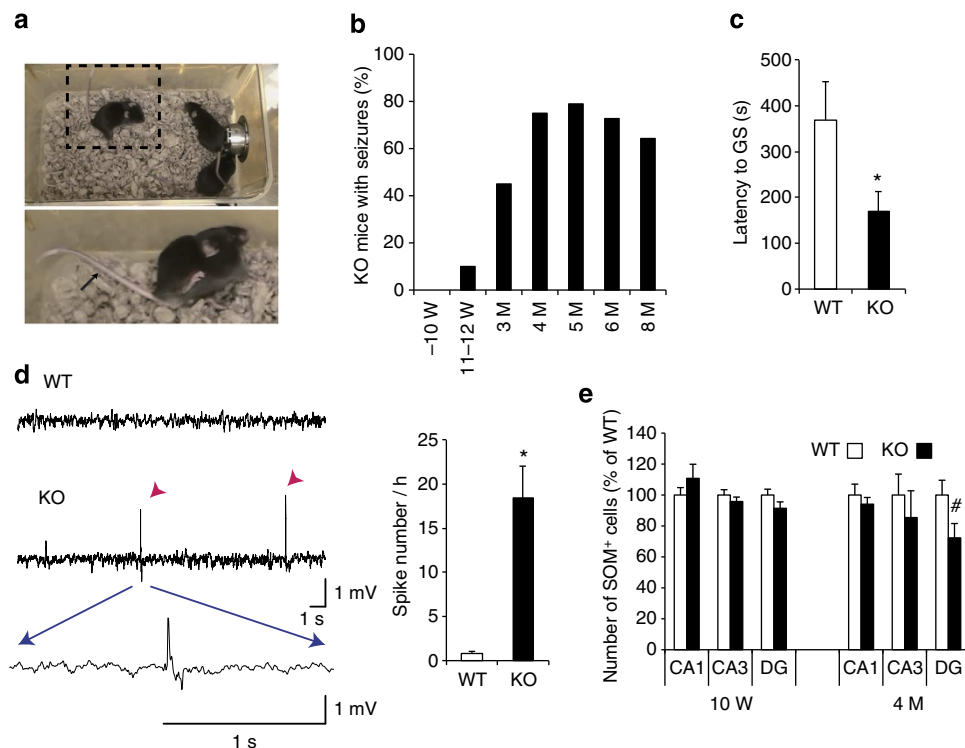 a
b
KO mice with seizures (%)
100
80
60
40
20
0
–10 W
11–12 W
3 M
4 M
5 M
6 M
8 M
c
Latency to GS (s)
500
400
300
200
100
0
*
WT
KO
d
WT
KO
1 mV
1 s
1 mV
1 s
Spike number / h
25
20
15
10
5
0
*
WT
KO
e
Number of SOM⁺ cells (% of WT)
140
120
100
80
60
40
20
0
WT KO
#
CA1 CA3 DG CA1 CA3 DG
10 W 4 M